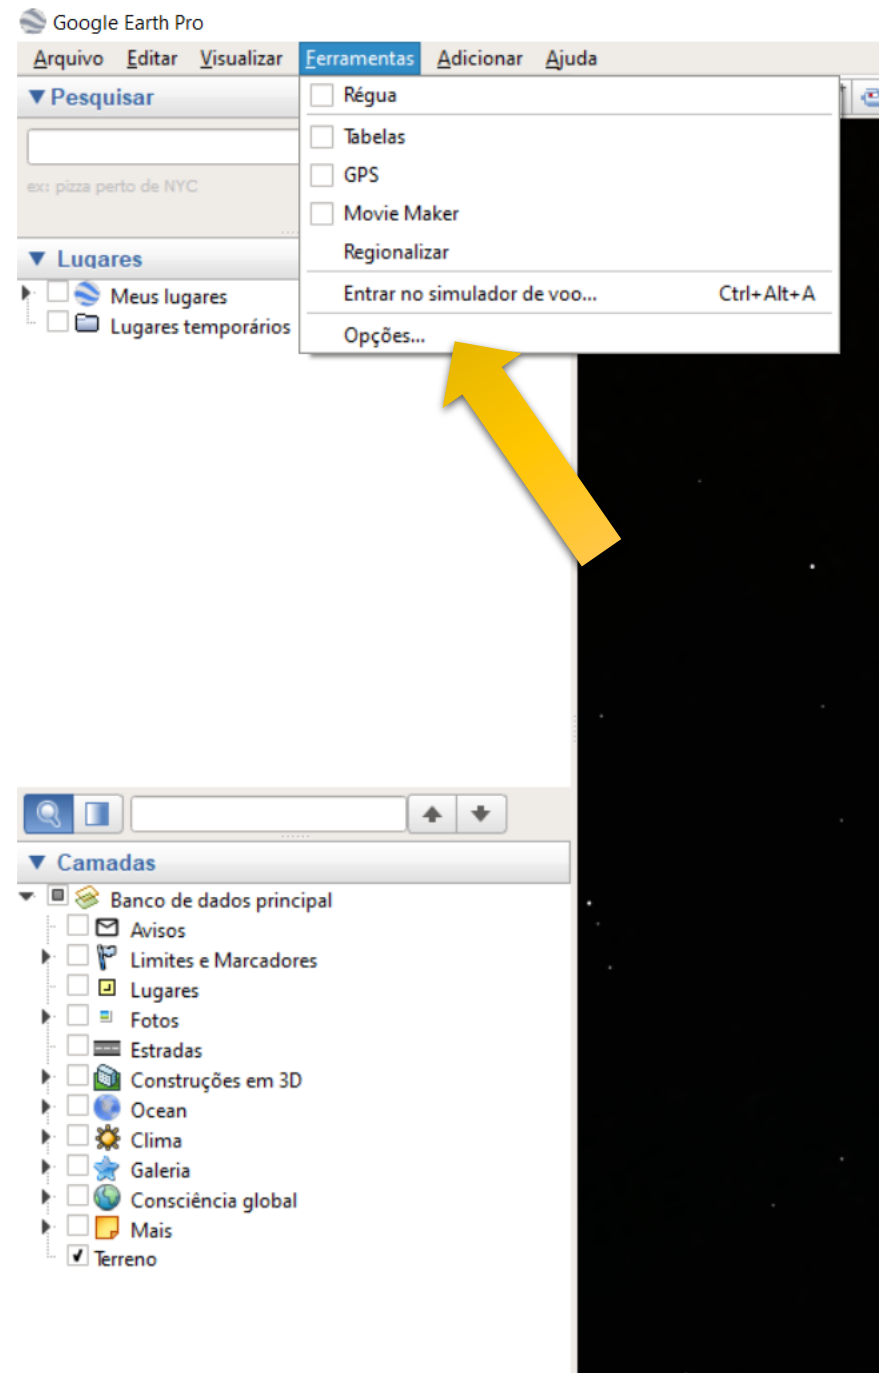 Google Earth Pro
Arquivo Editar Visualizar Ferramentas Adicionar Ajuda
Pesquisar
ex: pizza perto de NYC
Régua
Tabelas
GPS
Movie Maker
Regionalizar
Entrar no simulador de voo... Ctrl+Alt+A
Opções...
Lugares
Meus lugares
Lugares temporários
Camadas
Banco de dados principal
Avisos
Limites e Marcadores
Lugares
Fotos
Estradas
Construções em 3D
Ocean
Clima
Galeria
Consciência global
Mais
Terreno